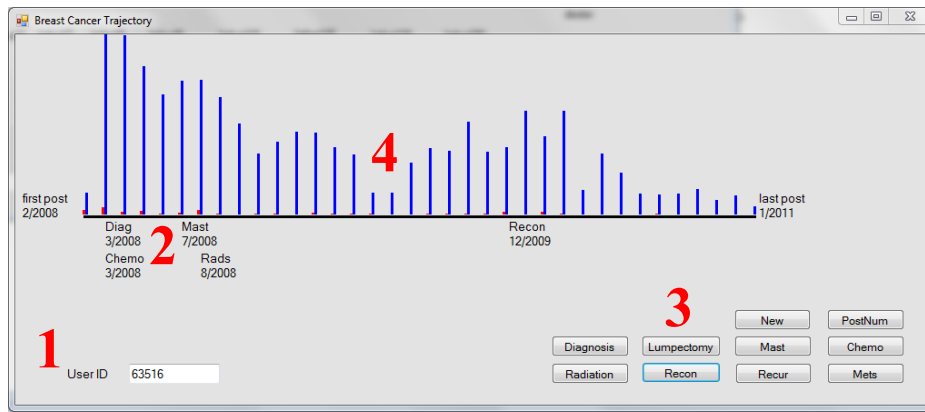 Breast Cancer Trajectory
4
first post
2/2008
last post
1/2011
Diag
3/2008
Mast
7/2008
Recon
12/2009
2
Chemo
3/2008
Rads
8/2008
3
New
PostNum
1
Diagnosis
Lumpectomy
Mast
Chemo
User ID 63516
Radiation
Recon
Recur
Mets